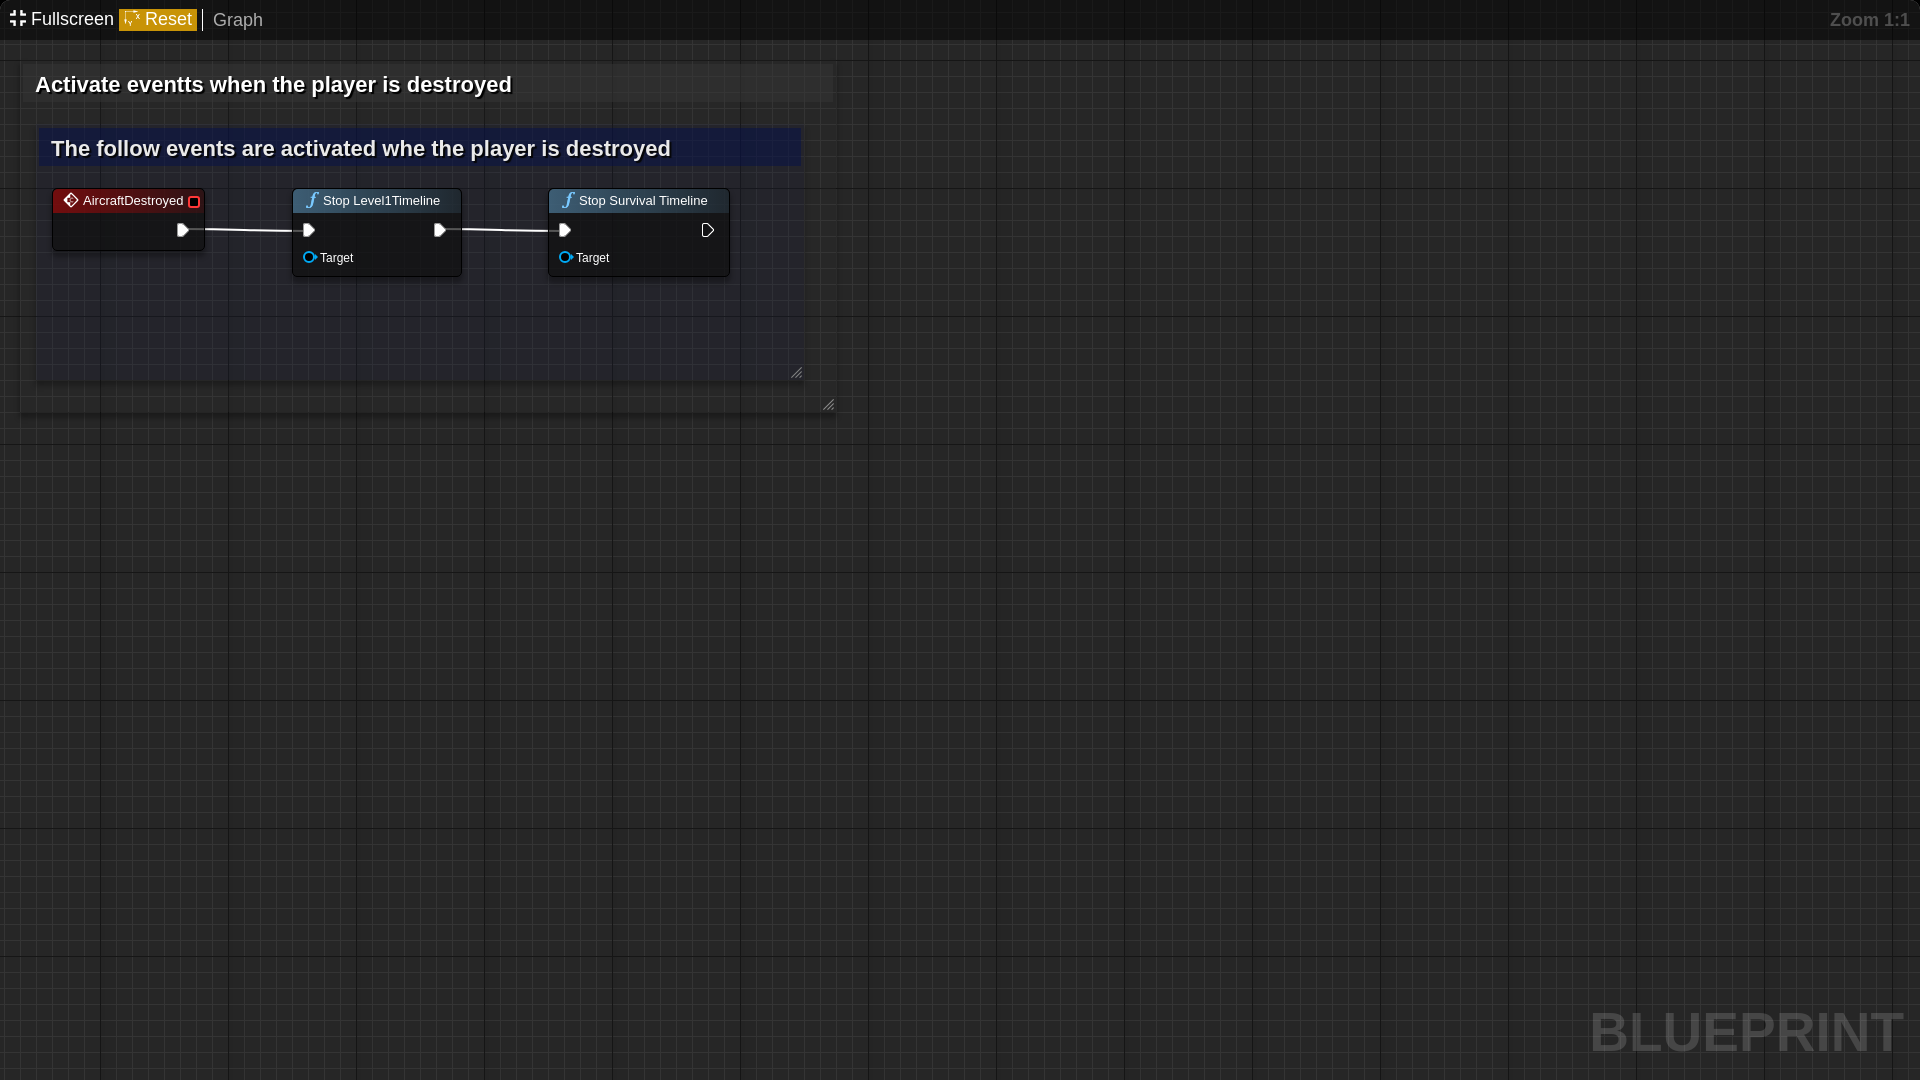 Fullscreen Reset Graph Zoom 1:1
Activate eventts when the player is destroyed
The follow events are activated whe the player is destroyed
AircraftDestroyed Stop Level1Timeline Stop Survival Timeline
Target Target
BLUEPRINT